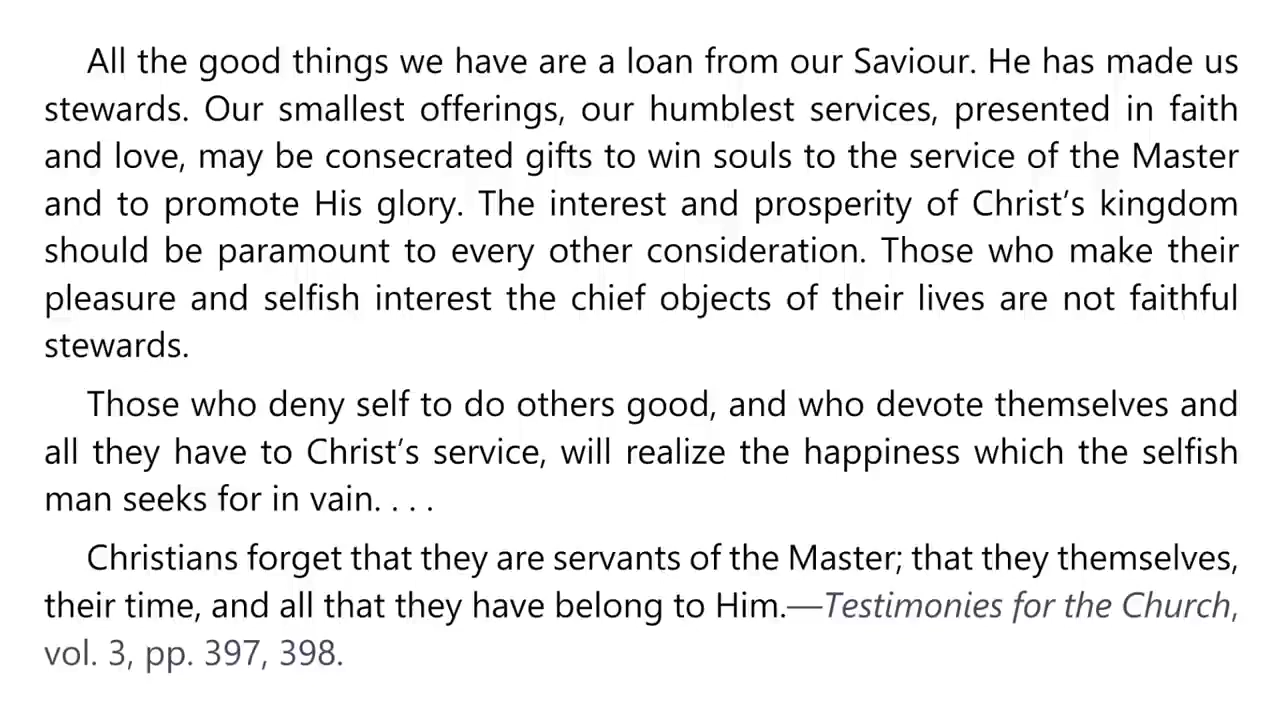 All the good things we have are a loan from our Saviour. He has made us
stewards. Our smallest offerings, our humblest services, presented in faith
and love, may be consecrated gifts to win souls to the service of the Master
and to promote His glory. The interest and prosperity of Christ’s kingdom
should be paramount to every other consideration. Those who make their
pleasure and selfish interest the chief objects of their lives are not faithful
stewards.
Those who deny self to do others good, and who devote themselves and
all they have to Christ’s service, will realize the happiness which the selfish
man seeks for in vain. . . .
Christians forget that they are servants of the Master; that they themselves,
their time, and all that they have belong to Him.—Testimonies for the Church,
vol. 3, pp. 397, 398.